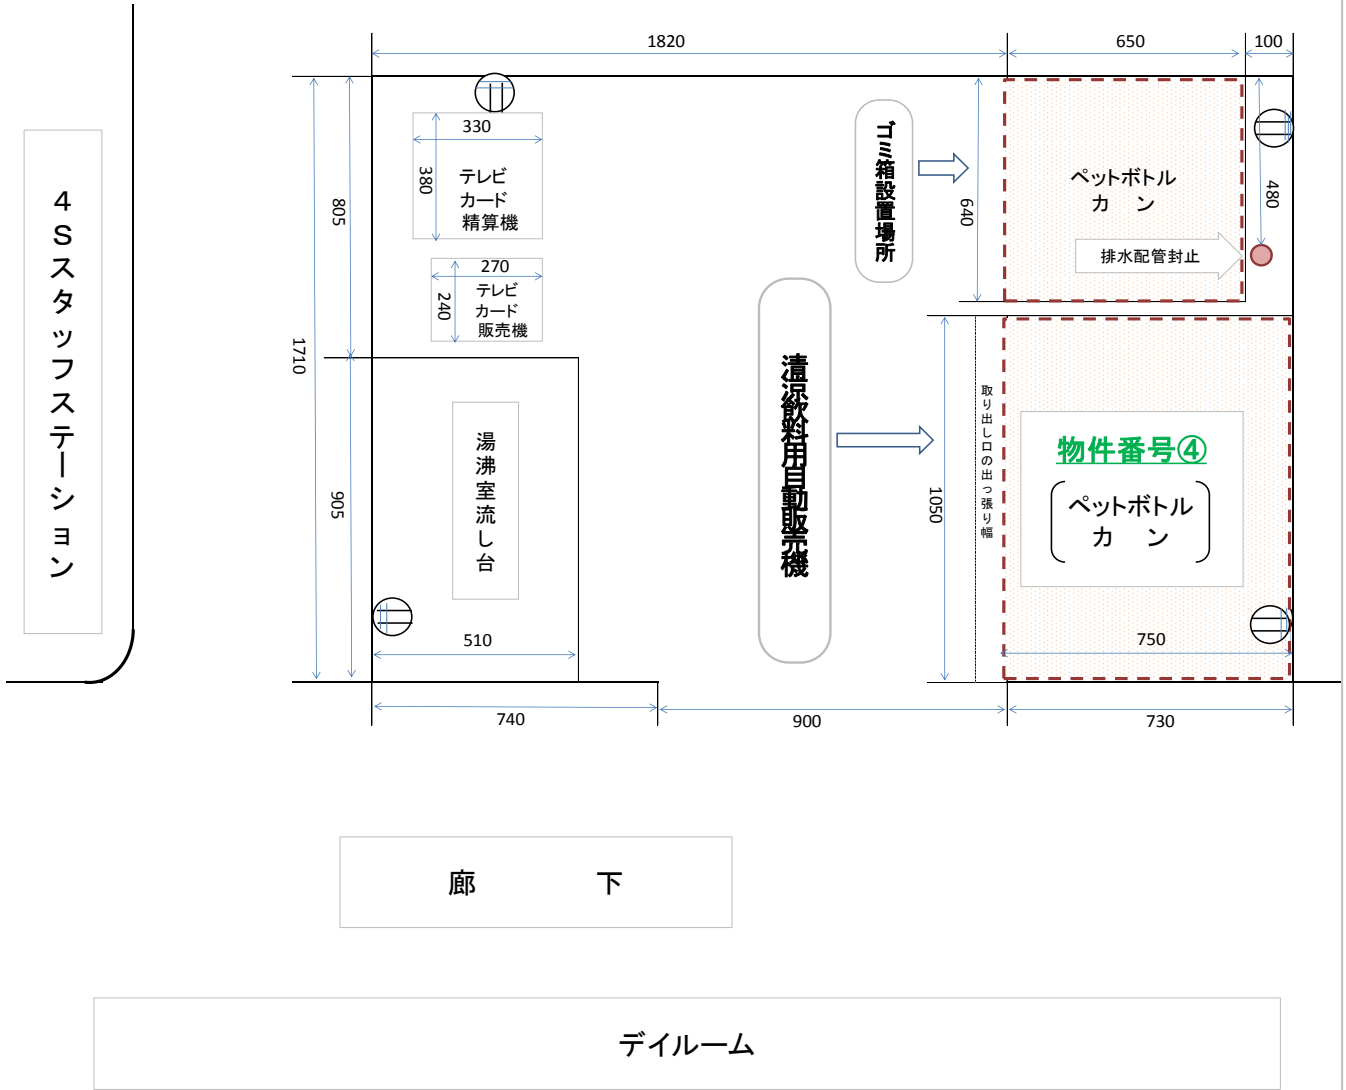 1820
650
100
330
380
テレビ
カード
精算機
805
ゴミ箱設置場所
640
ペットボトル
カ　ン
480
排水配管封止
270
240
テレビ
カード
販売機
4Sスタッフステーション
1710
清涼飲料用自動販売機
取り出し口の出っ張り幅
1050
物件番号④
ペットボトル
カ　ン
湯沸室流し台
905
510
750
740
900
730
廊　下
デイルーム